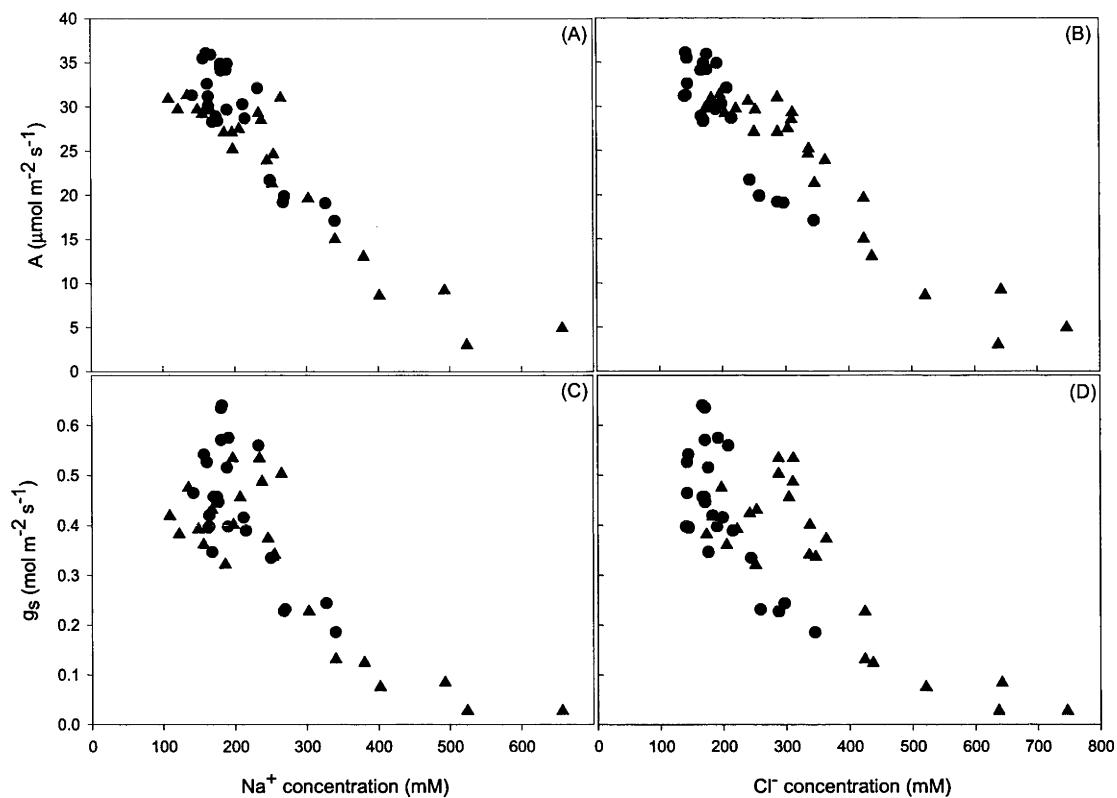 40
35
30
25
20
15
10
5
0
A (μmol m⁻² s⁻¹)
(A)
(B)
0.6
0.5
0.4
0.3
0.2
0.1
0.0
gs (mol m⁻² s⁻¹)
(C)
(D)
0 100 200 300 400 500 600
0 100 200 300 400 500 600 700 800
Na⁺ concentration (mM)
Cl⁻ concentration (mM)